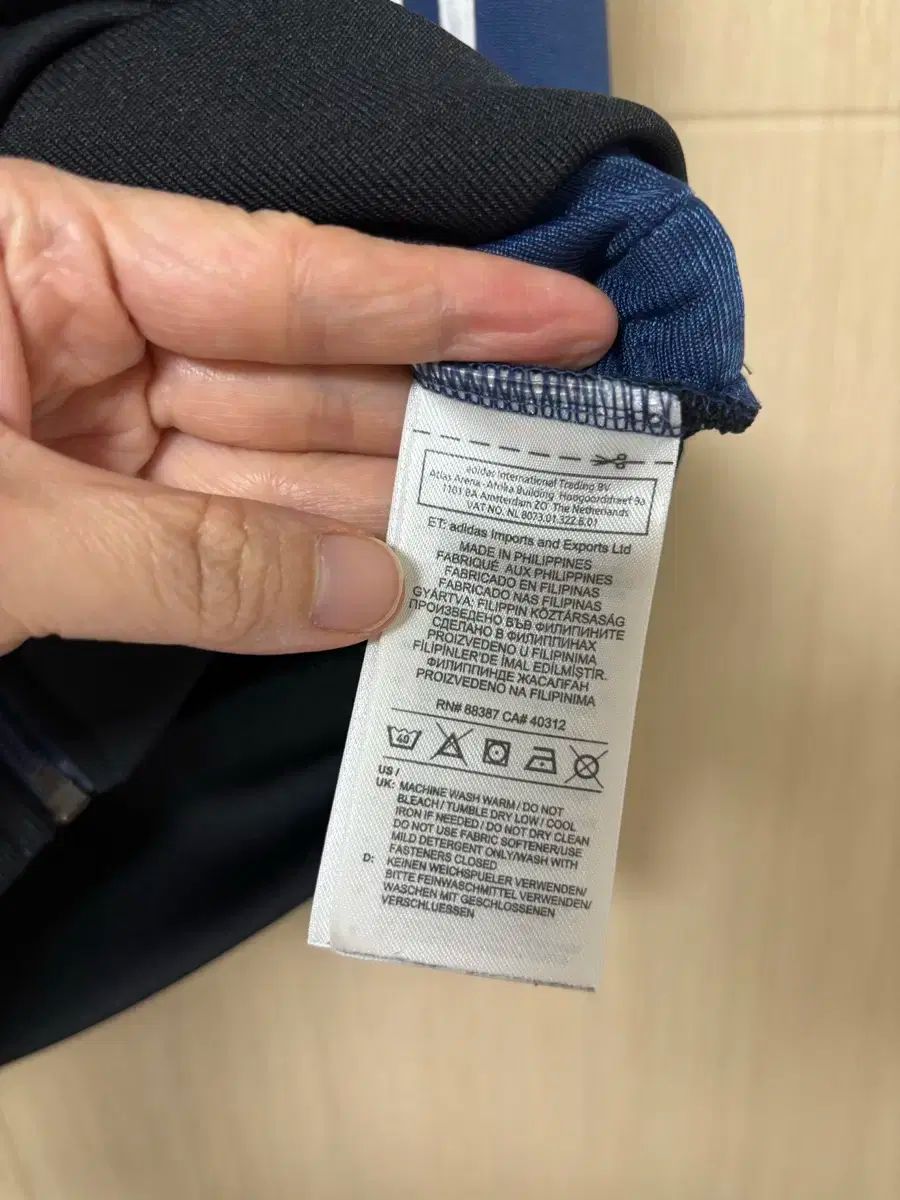 adidas International Trading BV
Atlas Arena - Afrika Building Hoogoorddreef 9a
1101 BA Amsterdam ZO The Netherlands
VAT NO. NL 8073.01.322.B.01
ET: adidas Imports and Exports Ltd
MADE IN PHILIPPINES
FABRIQUÉ AUX PHILIPPINES
FABRICADO EN FILIPINAS
FABRICADO NAS FILIPINAS
GYÁRTVA: FILIPPIN KÖZTÁRSASÁG
ПРОИЗВЕДЕНО ВЪВ ФИЛИПИНИТЕ
СДЕЛАНО В ФИЛИППИНАХ
PROIZVEDENO U FILIPINIMA
FİLİPİNLER'DE İMAL EDİLMİŞTİR.
ФИЛИППИНДЕ ЖАСАЛҒАН
PROIZVEDENO NA FILIPINIMA
RN# 88387 CA# 40312
40
US /
UK: MACHINE WASH WARM / DO NOT
BLEACH / TUMBLE DRY LOW / COOL
IRON IF NEEDED / DO NOT DRY CLEAN
DO NOT USE FABRIC SOFTENER/USE
MILD DETERGENT ONLY/WASH WITH
FASTENERS CLOSED
D: KEINEN WEICHSPUELER VERWENDEN/
BITTE FEINWASCHMITTEL VERWENDEN/
WASCHEN MIT GESCHLOSSENEN
VERSCHLUESSEN